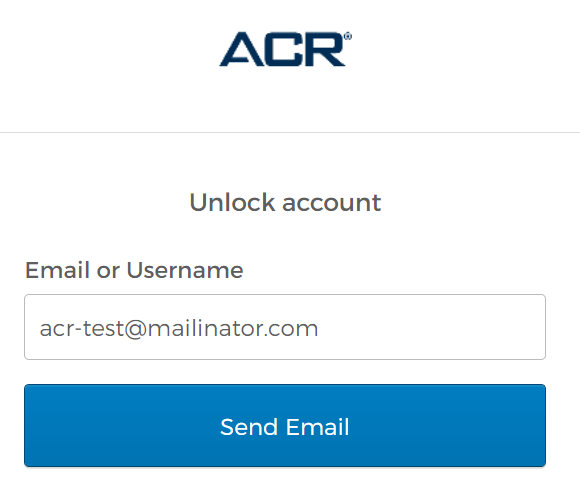 ACR®
Unlock account
Email or Username
acr-test@mailinator.com
Send Email